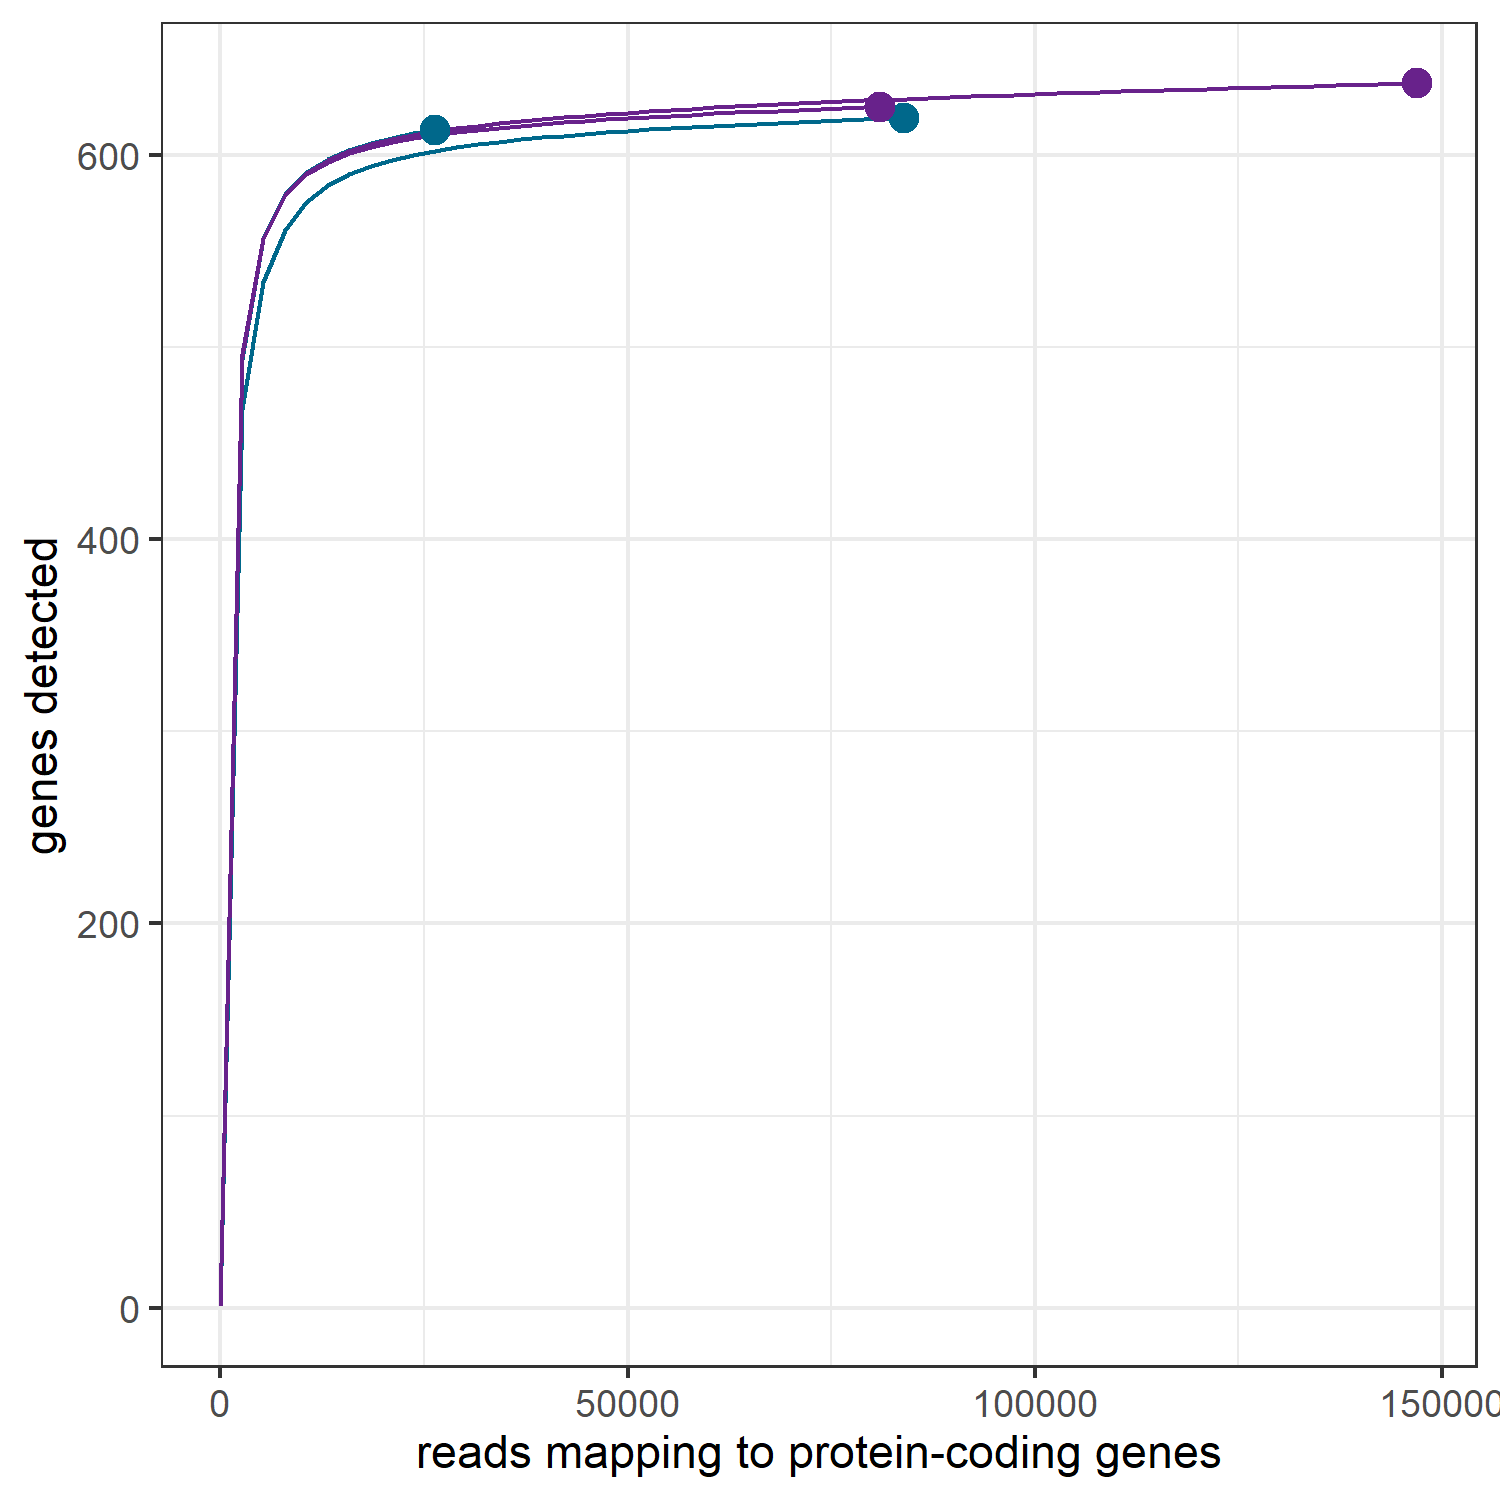 genes detected
600
400
200
0
0 50000 100000 150000
reads mapping to protein-coding genes